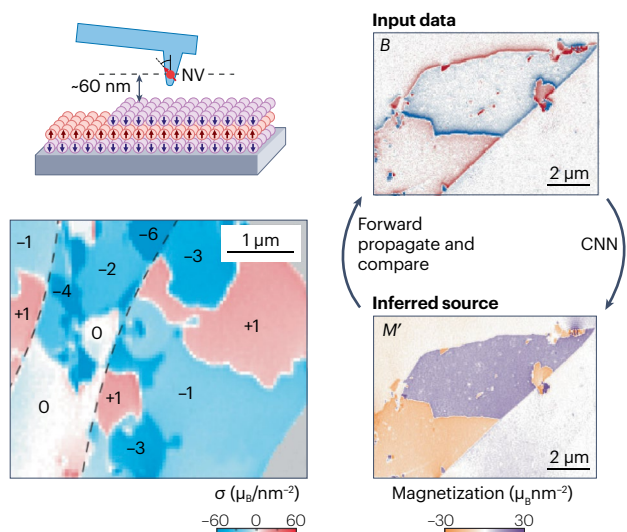 NV
~60 nm
Input data
B
2 µm
Forward
propagate and
compare
CNN
Inferred source
M′
2 µm
Magnetization (µBnm−2)
−30 30
1 µm
−1
−6
−3
−2
−4
+1
0
+1
0
+1
−1
−3
σ (µB/nm−2)
−60 0 60